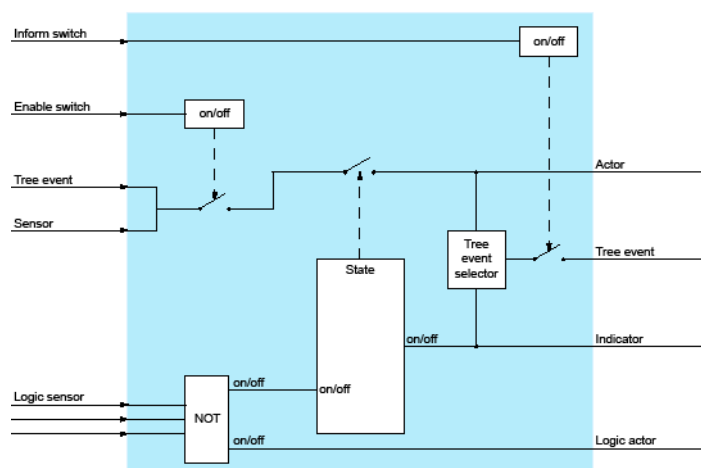 Inform switch
on/off
Enable switch
on/off
Tree event
Actor
Sensor
Tree
event
selector
Tree event
State
on/off
Indicator
on/off
on/off
Logic sensor
NOT
on/off
Logic actor